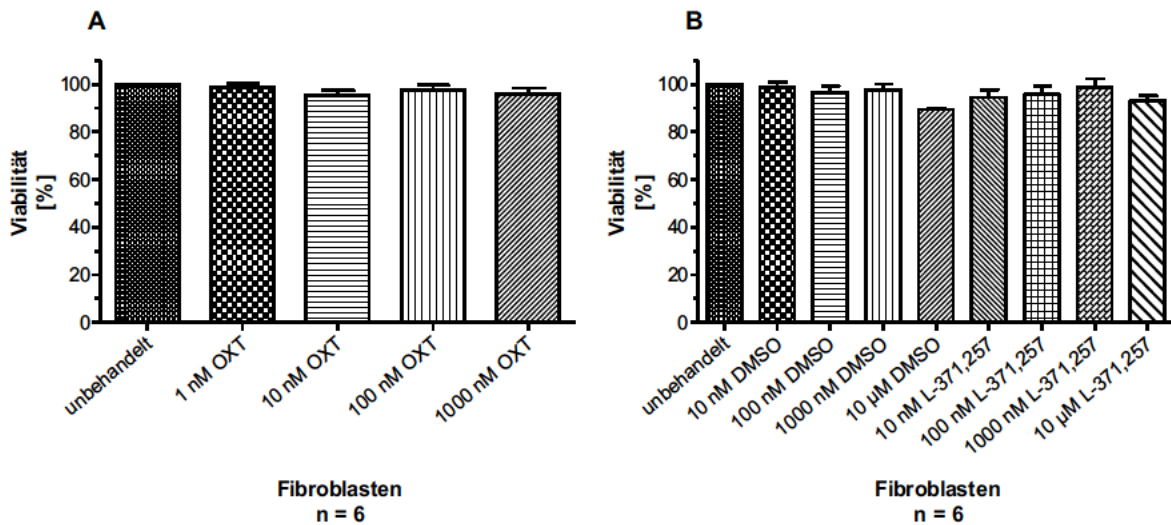 A
Viabilität
[%]
100
80
60
40
20
0
unbehandelt
1 nM OXT
10 nM OXT
100 nM OXT
1000 nM OXT
Fibroblasten
n = 6
B
Viabilität
[%]
100
80
60
40
20
0
unbehandelt
10 nM DMSO
100 nM DMSO
1000 nM DMSO
10 µM DMSO
10 nM L-371,257
100 nM L-371,257
1000 nM L-371,257
10 µM L-371,257
Fibroblasten
n = 6